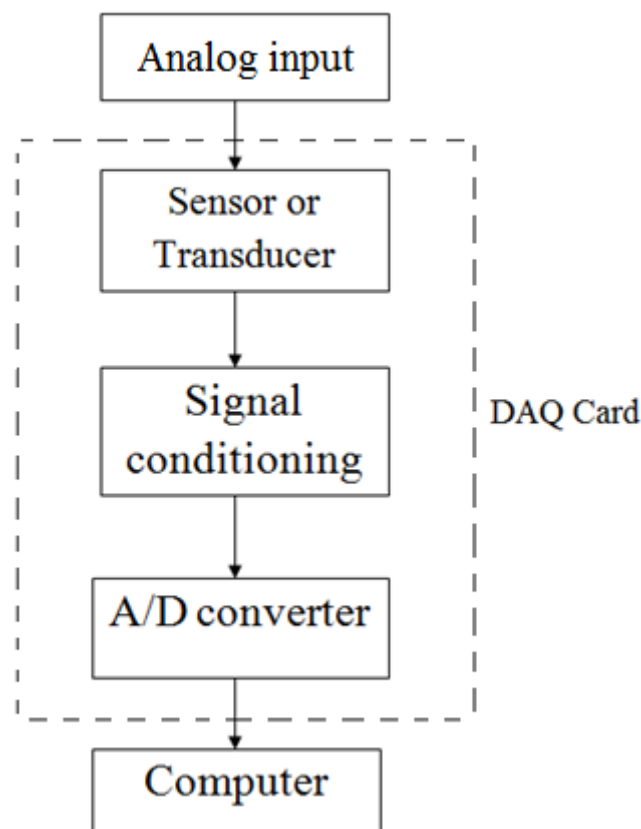 Analog input
Sensor or
Transducer
Signal
conditioning
DAQ Card
A/D converter
Computer